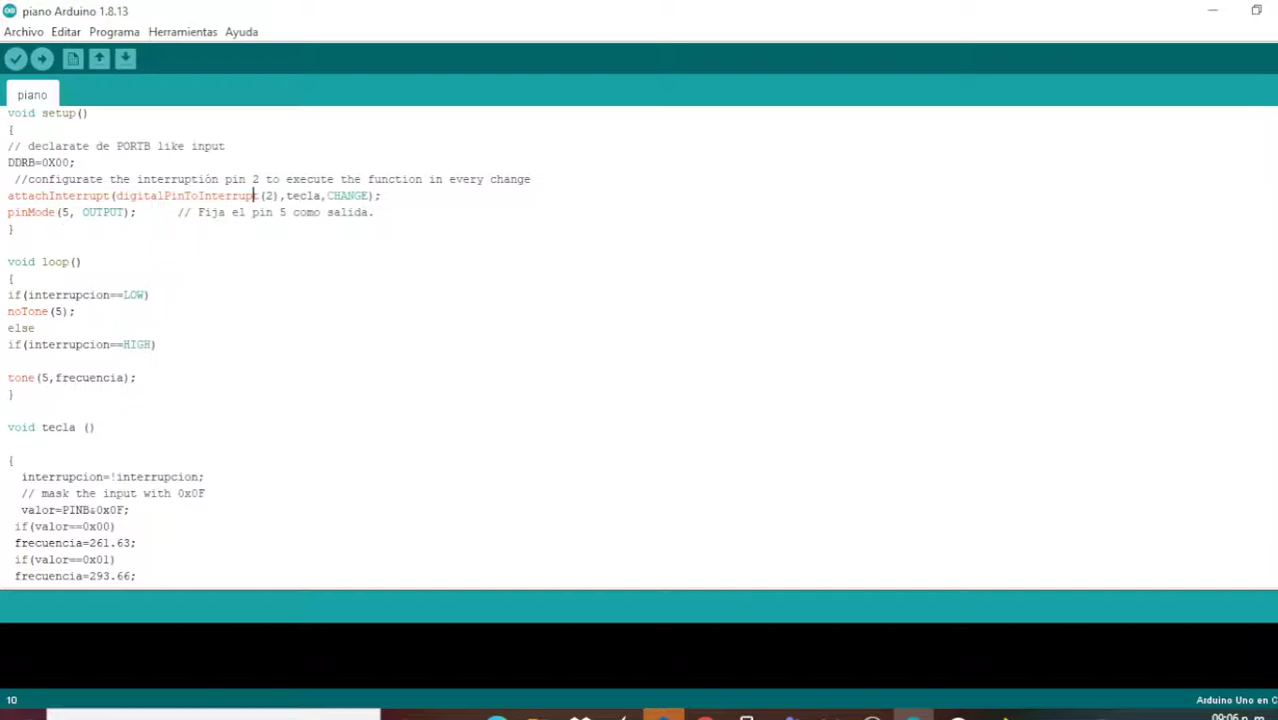 piano Arduino 1.8.13
Archivo Editar Programa Herramientas Ayuda
piano
void setup()
{
// declarate de PORTB like input
DDRB=0X00;
//configurate the interruptión pin 2 to execute the function in every change
attachInterrupt(digitalPinToInterrupt(2),tecla,CHANGE);
pinMode(5, OUTPUT); // Fija el pin 5 como salida.
}
void loop()
{
if(interrupcion==LOW)
noTone(5);
else
if(interrupcion==HIGH)
tone(5,frecuencia);
}
void tecla ()
{
interrupcion=!interrupcion;
// mask the input with 0x0F
valor=PINB&0x0F;
if(valor==0x00)
frecuencia=261.63;
if(valor==0x01)
frecuencia=293.66;
10
Arduino Uno en C
09:06 p. m.